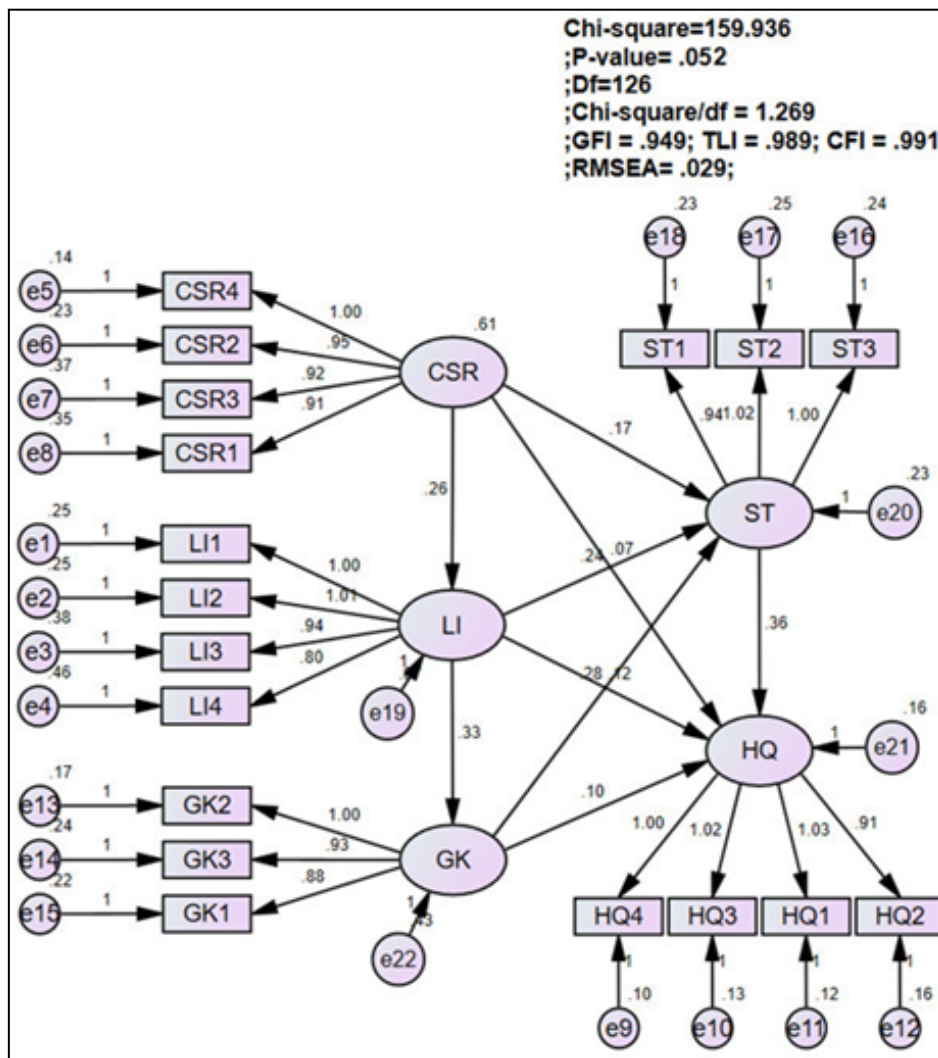 Chi-square=159.936
;P-value= .052
;Df=126
;Chi-square/df = 1.269
;GFI = .949; TLI = .989; CFI = .991
;RMSEA= .029;
.23 .25 .24
e18 e17 e16
1 1 1
ST1 ST2 ST3
.94 1.02 1.00
.14
e5 1 CSR4 1.00
.23
e6 1 CSR2 .95
.37
e7 1 CSR3 .92
.35
e8 1 CSR1 .91
.61
CSR
.17
.26
ST 1 .23
e20
.25
e1 1 LI1 1.00
.25
e2 1 LI2 1.01
.38
e3 1 LI3 .94
.46
e4 1 LI4 .80
LI
.24 .07
.36
1
e19
.28 .12
.33
HQ 1 .16
e21
.17
e13 1 GK2 1.00
.24
e14 1 GK3 .93
.22
e15 1 GK1 .88
GK
.10
1 .43
e22
1.00 1.02 1.03 .91
HQ4 HQ3 HQ1 HQ2
1 1 1 1
.10 .13 .12 .16
e9 e10 e11 e12